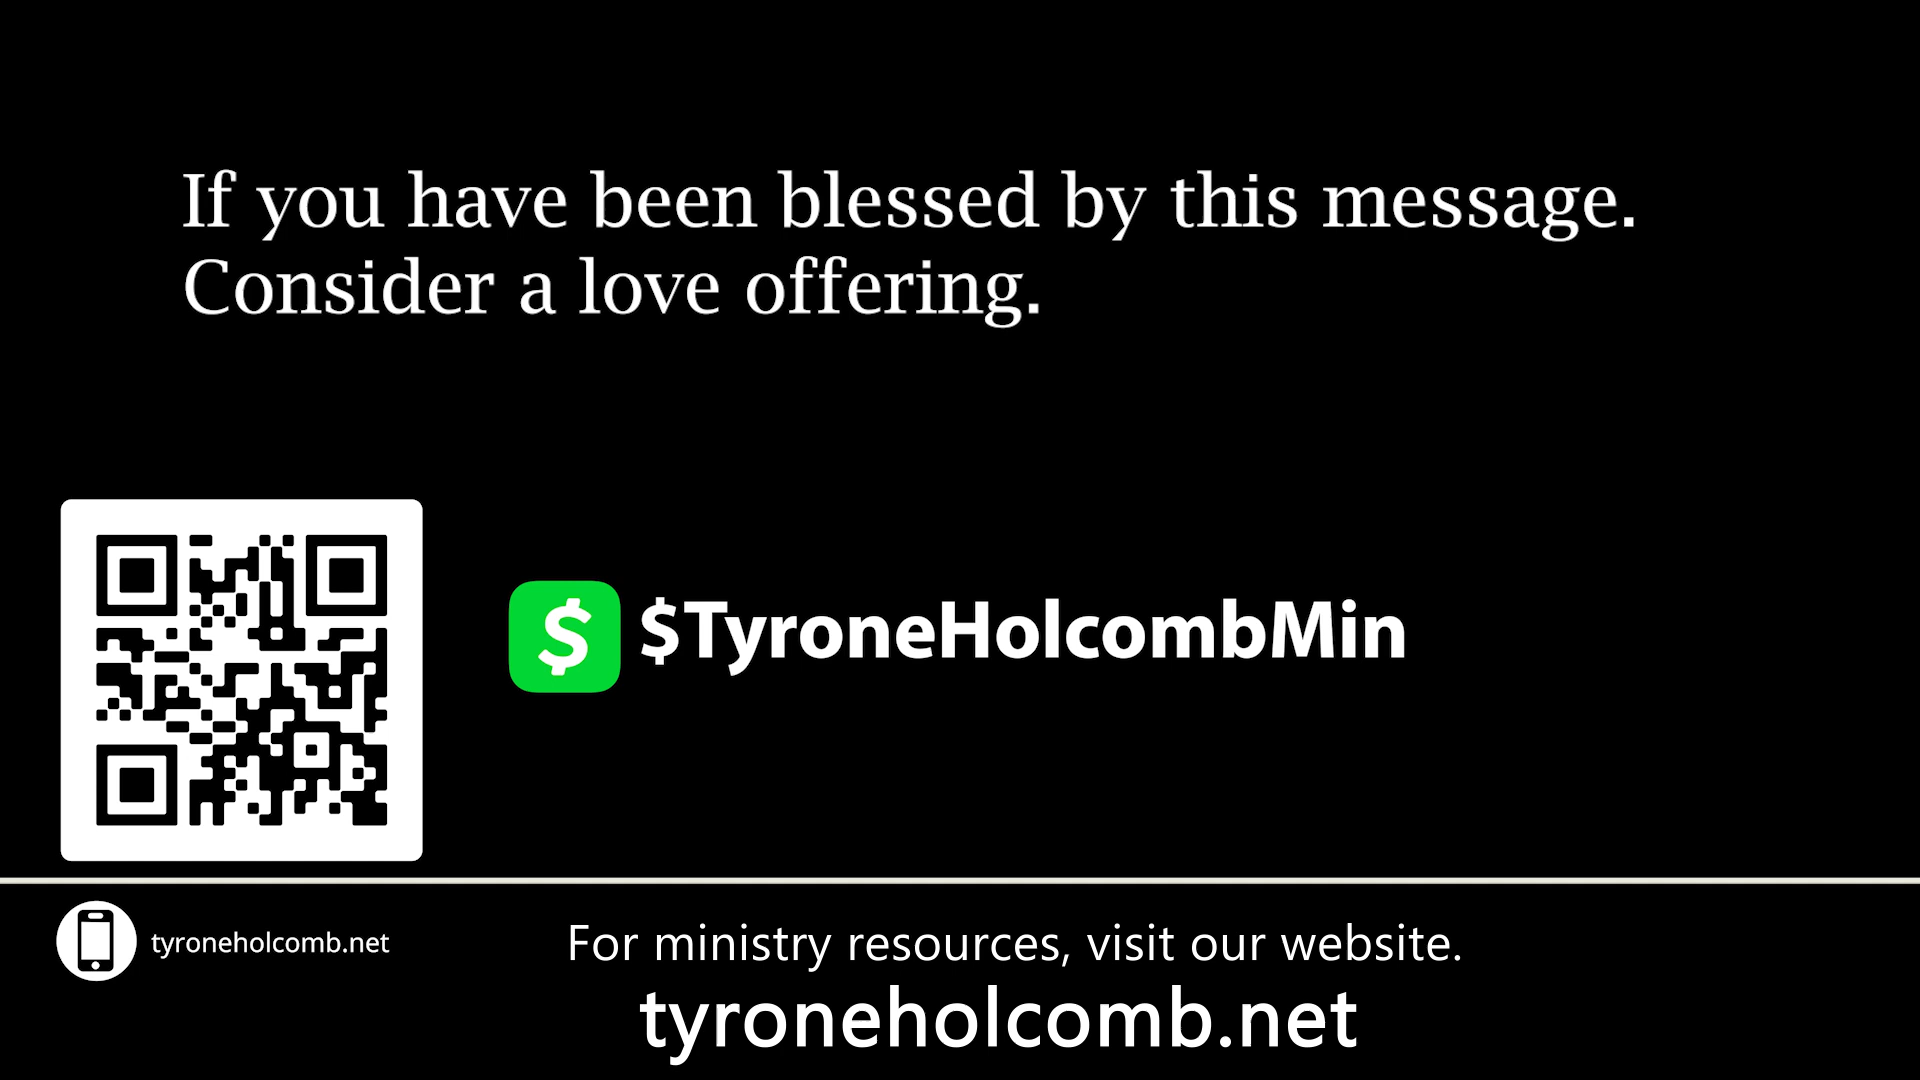 If you have been blessed by this message.
Consider a love offering.
$ $TyroneHolcombMin
tyroneholcomb.net
For ministry resources, visit our website.
tyroneholcomb.net